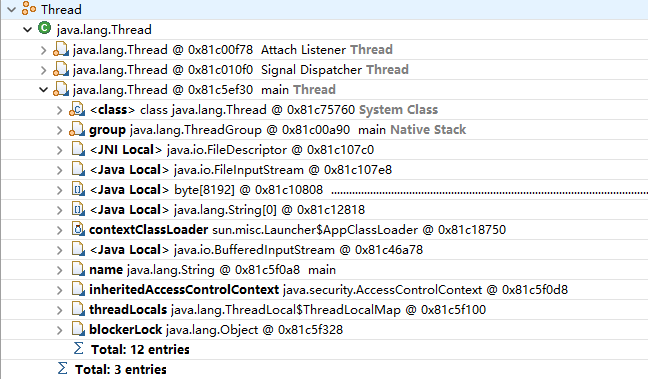 Thread
java.lang.Thread
java.lang.Thread @ 0x81c00f78 Attach Listener Thread
java.lang.Thread @ 0x81c010f0 Signal Dispatcher Thread
java.lang.Thread @ 0x81c5ef30 main Thread
<class> class java.lang.Thread @ 0x81c75760 System Class
group java.lang.ThreadGroup @ 0x81c00a90 main Native Stack
<JNI Local> java.io.FileDescriptor @ 0x81c107c0
<Java Local> java.io.FileInputStream @ 0x81c107e8
<Java Local> byte[8192] @ 0x81c10808 ................................................................................
<Java Local> java.lang.String[0] @ 0x81c12818
contextClassLoader sun.misc.Launcher$AppClassLoader @ 0x81c18750
<Java Local> java.io.BufferedInputStream @ 0x81c46a78
name java.lang.String @ 0x81c5f0a8 main
inheritedAccessControlContext java.security.AccessControlContext @ 0x81c5f0d8
threadLocals java.lang.ThreadLocal$ThreadLocalMap @ 0x81c5f100
blockerLock java.lang.Object @ 0x81c5f328
Σ Total: 12 entries
Σ Total: 3 entries